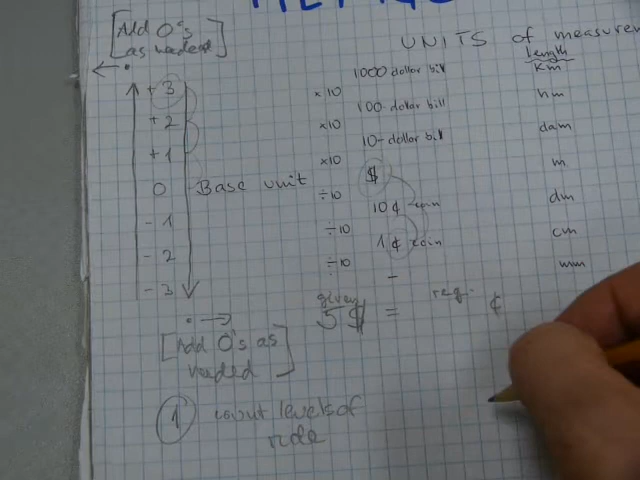 [Add 0's
as needed]
UNITS of measurem
length
+3 1000 dollar bill km
×10
+2 100 dollar bill hm
×10
+1 10-dollar bill dam
×10
0 Base unit $ m
÷10
-1 10¢ coin dm
÷10
-2 1¢ coin cm
÷10
-3 - mm
given req.
5$ = ¢
[Add 0's as
needed]
1 count levels of